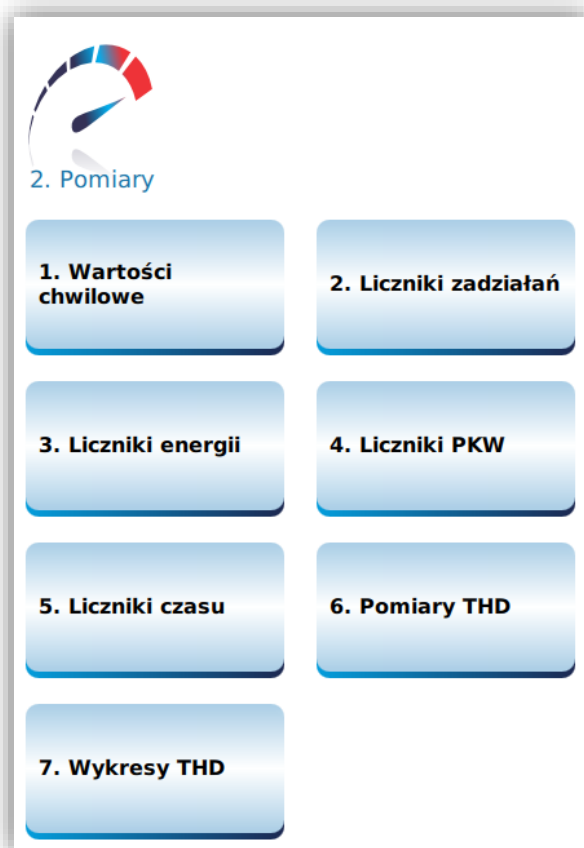 2. Pomiary
1. Wartości
chwilowe
2. Liczniki zadziałań
3. Liczniki energii
4. Liczniki PKW
5. Liczniki czasu
6. Pomiary THD
7. Wykresy THD